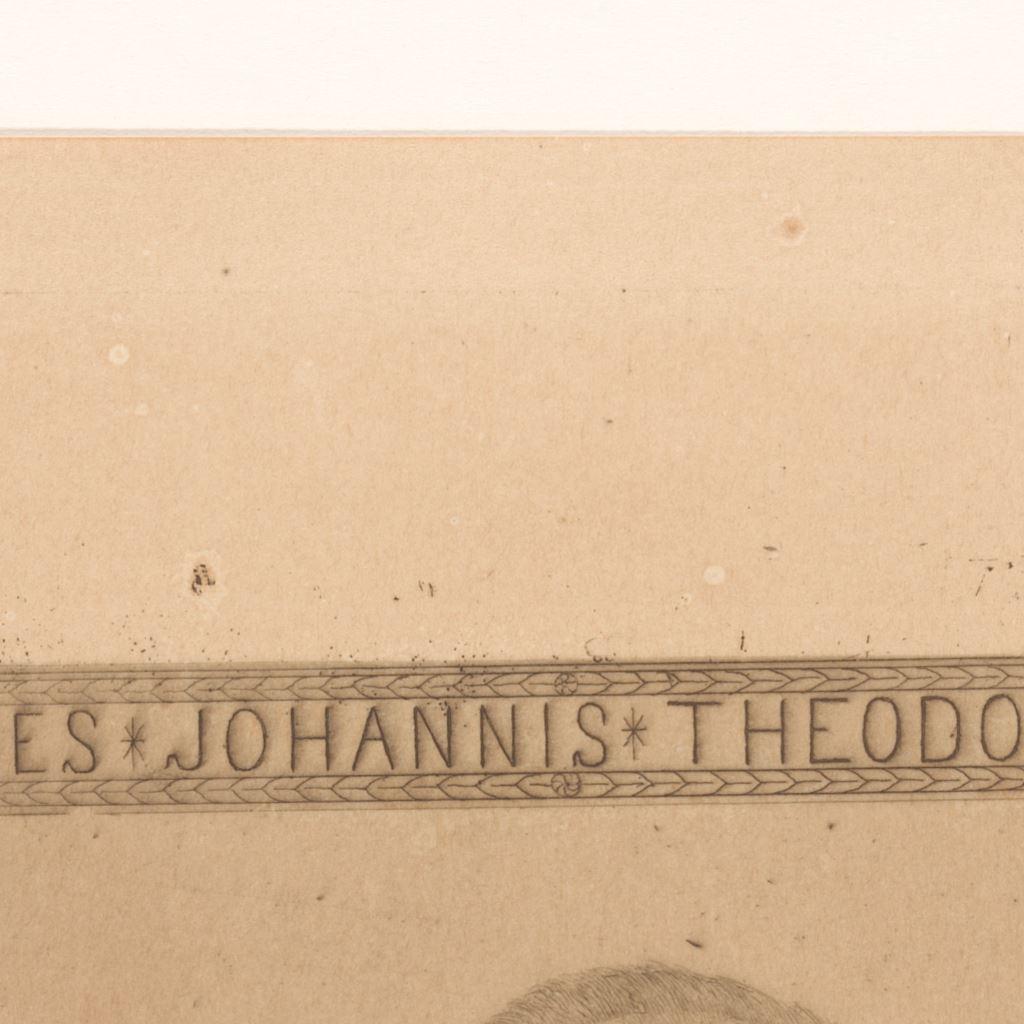 ES * JOHANNIS * THEODO